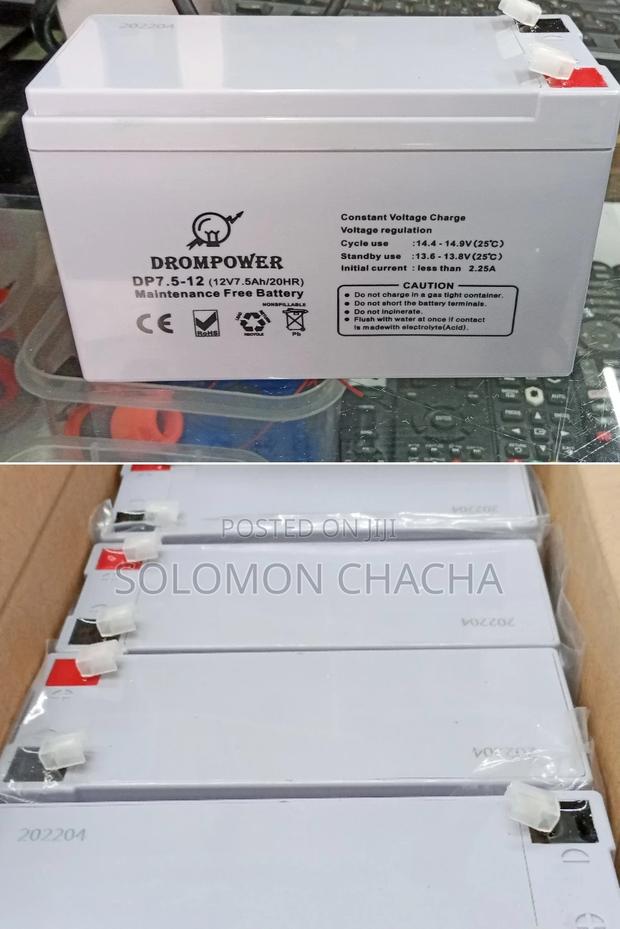 202204
DROMPOWER
DP7.5-12 (12V7.5Ah/20HR)
Maintenance Free Battery
NONSPILLABLE
CE
RoHS
RECYCLE
Pb
Constant Voltage Charge
Voltage regulation
Cycle use :14.4 - 14.9V(25℃)
Standby use :13.6 - 13.8V(25℃)
Initial current : less than 2.25A
CAUTION
● Do not charge in a gas tight container.
● Do not short the battery terminals.
● Do not inpinerate.
● Flush with water at once if contact
is madewith electrolyte(Acid).
202204
POSTED ON JIJI
SOLOMON CHACHA
202204
202204
202204